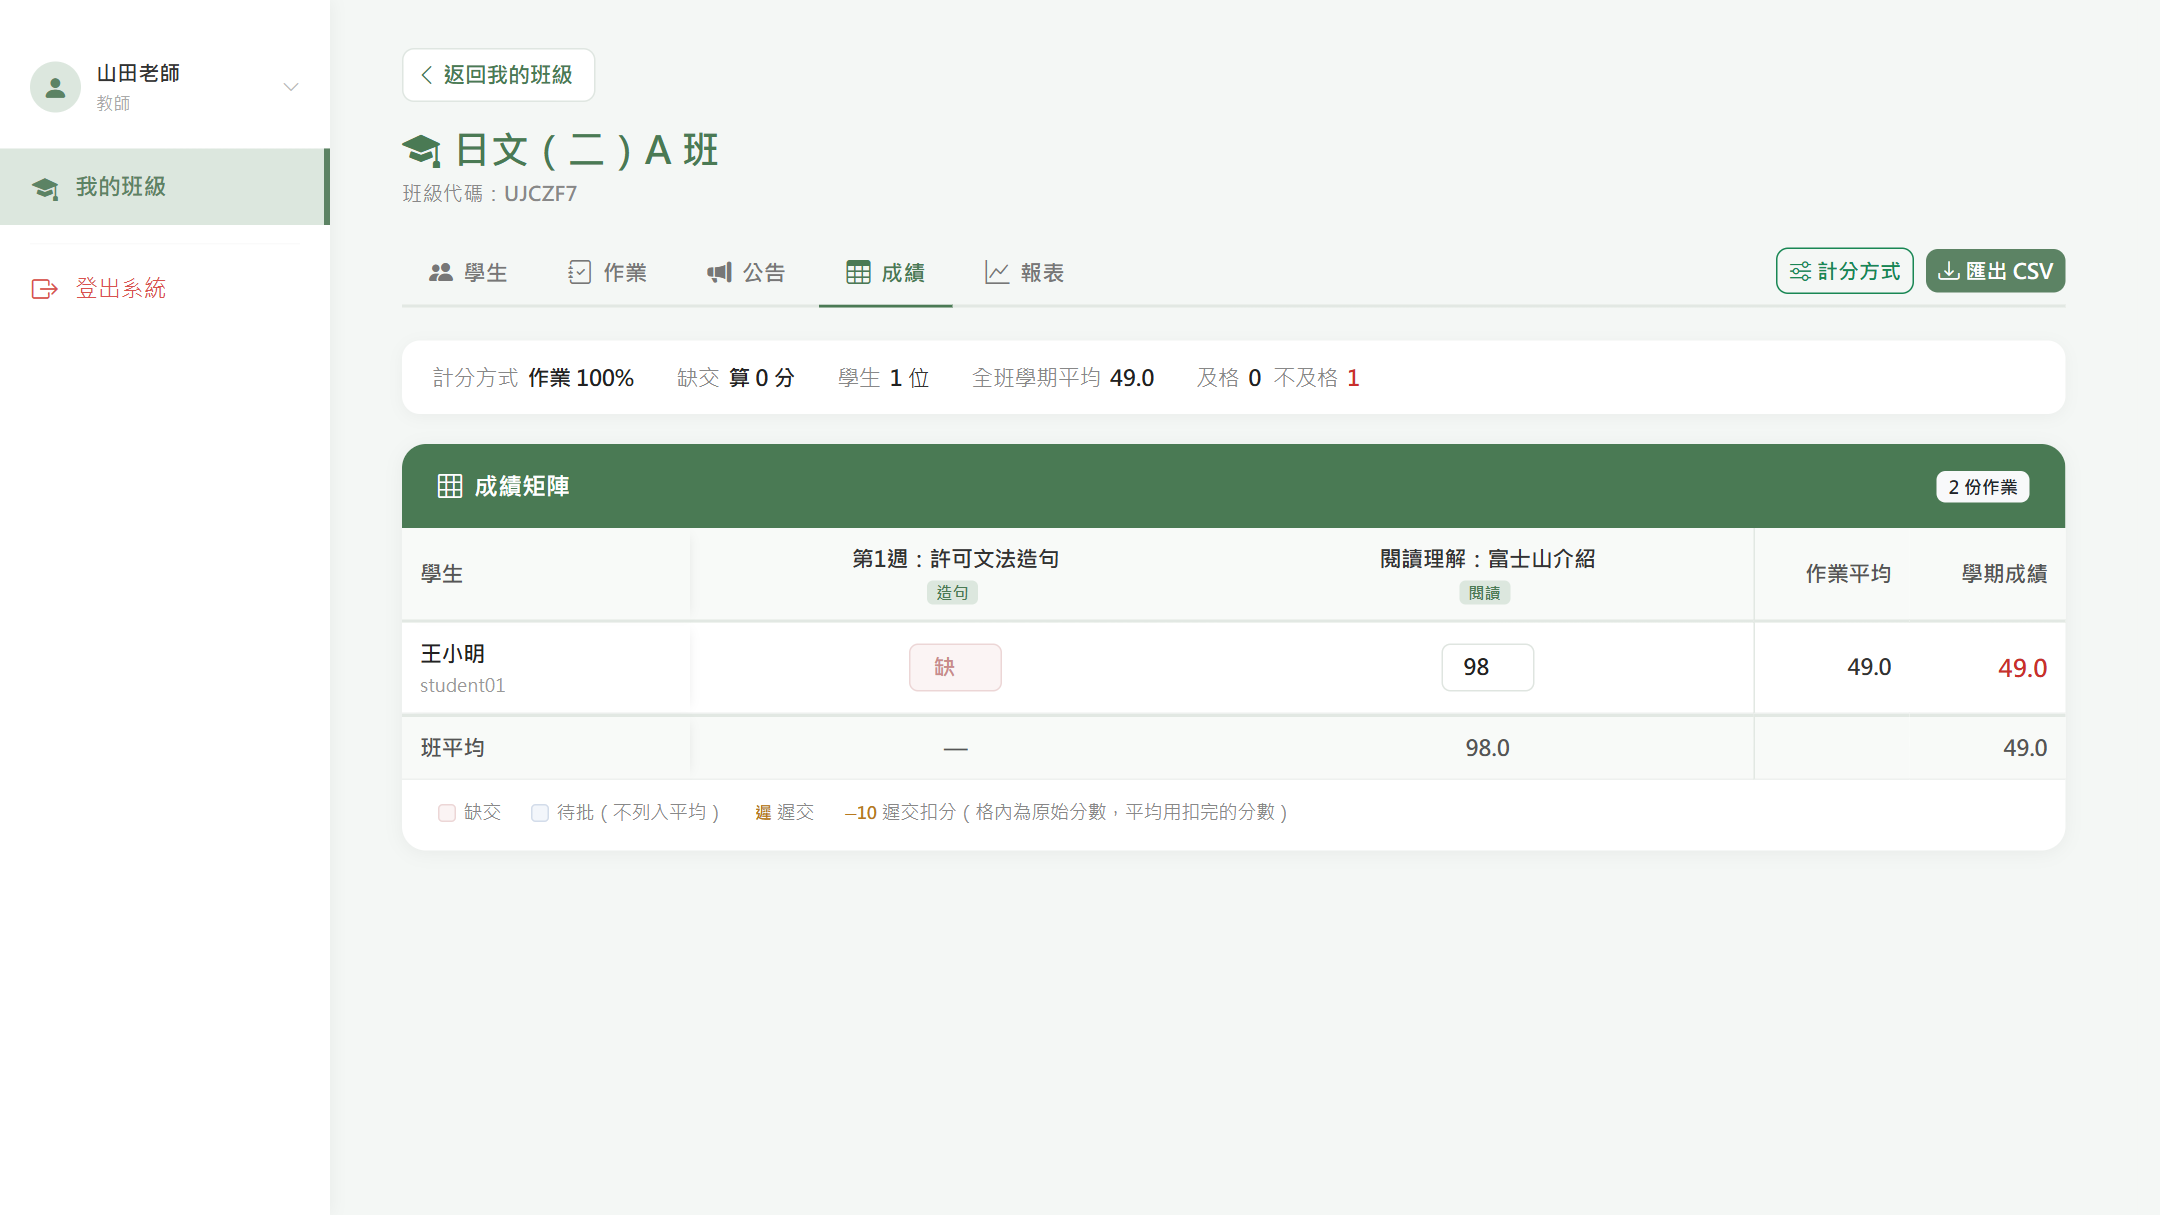 山田老師
教師
我的班級
登出系統
返回我的班級
日文(二)A 班
班級代碼：UJCZF7
學生
作業
公告
成績
報表
計分方式
匯出 CSV
計分方式 作業 100% 缺交 算 0 分 學生 1 位 全班學期平均 49.0 及格 0 不及格 1
成績矩陣
2 份作業
學生 第1週：許可文法造句 閱讀理解：富士山介紹 作業平均 學期成績
造句 閱讀
王小明
student01
缺 98 49.0 49.0
班平均 — 98.0 49.0
缺交 待批(不列入平均) 遲 遲交 –10 遲交扣分(格內為原始分數，平均用扣完的分數)